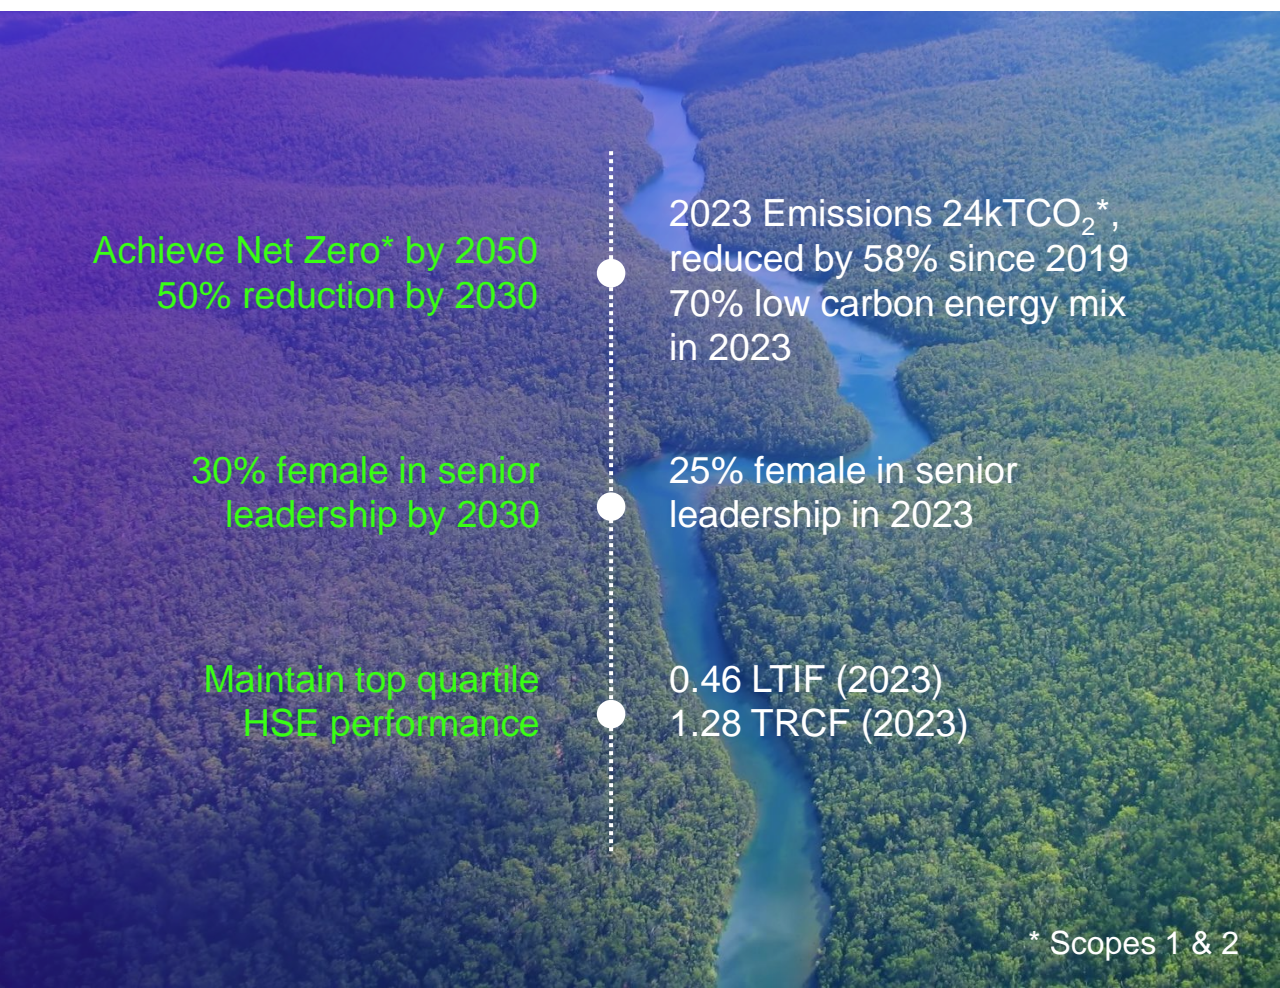 Achieve Net Zero* by 2050
50% reduction by 2030
2023 Emissions 24kTCO₂*,
reduced by 58% since 2019
70% low carbon energy mix
in 2023
30% female in senior
leadership by 2030
25% female in senior
leadership in 2023
Maintain top quartile
HSE performance
0.46 LTIF (2023)
1.28 TRCF (2023)
* Scopes 1 & 2